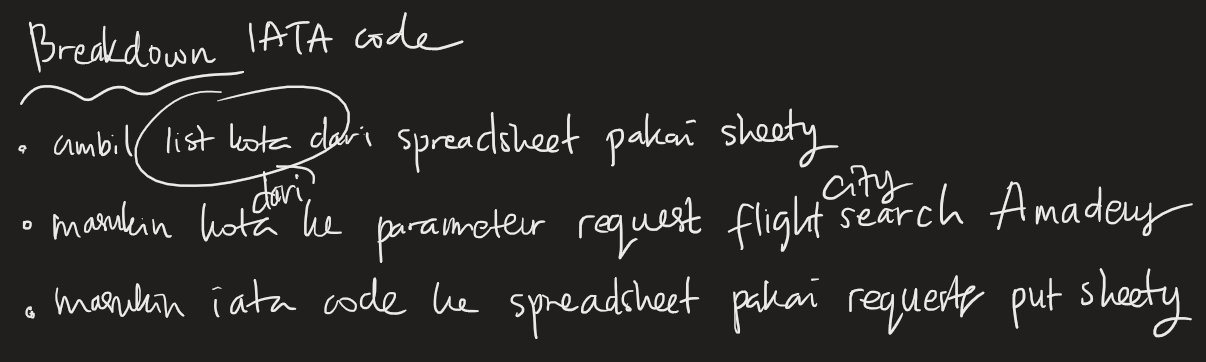 Breakdown IATA code
• ambil list kota dari spreadsheet pakai sheety
dari city
• masukin kota ke parameter request flight search Amadeus
• masukin iata code ke spreadsheet pakai requests put sheety